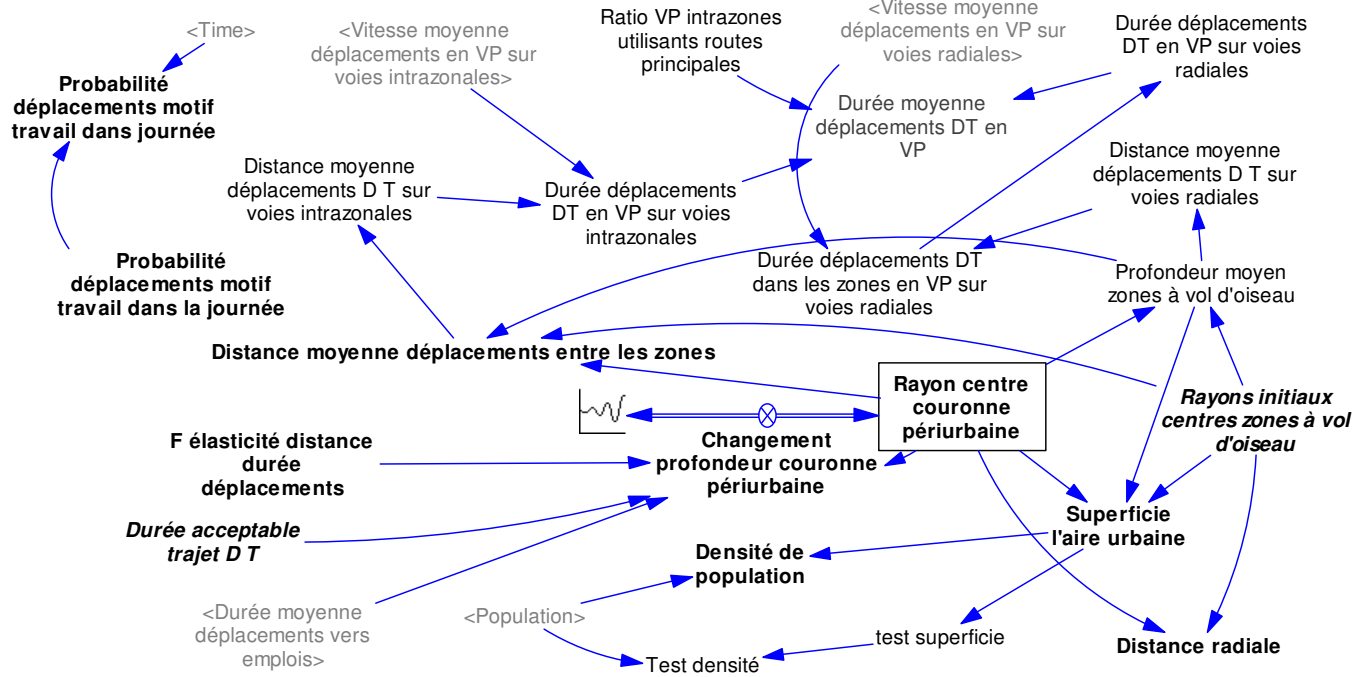 <Time>
Probabilité
déplacements motif
travail dans journée
Probabilité
déplacements motif
travail dans la journée
<Vitesse moyenne
déplacements en VP sur
voies intrazonales>
Ratio VP intrazones
utilisants routes
principales
<Vitesse moyenne
déplacements en VP sur
voies radiales>
Durée déplacements
DT en VP sur voies
radiales
Durée moyenne
déplacements DT en
VP
Distance moyenne
déplacements D T sur
voies intrazonales
Durée déplacements
DT en VP sur voies
intrazonales
Distance moyenne
déplacements D T sur
voies radiales
Durée déplacements DT
dans les zones en VP sur
voies radiales
Profondeur moyen
zones à vol d'oiseau
Distance moyenne déplacements entre les zones
Rayon centre
couronne
périurbaine
Rayons initiaux
centres zones à vol
d'oiseau
Changement
profondeur couronne
périurbaine
F élasticité distance
durée
déplacements
Durée acceptable
trajet D T
Superficie
l'aire urbaine
Densité de
population
<Durée moyenne
déplacements vers
emplois>
<Population>
test superficie
Test densité
Distance radiale